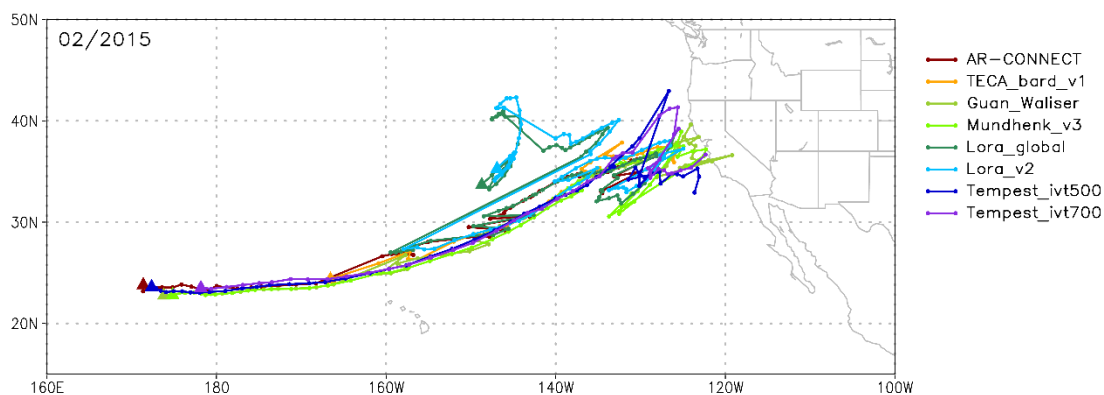 02/2015
50N
40N
30N
20N
160E
180
160W
140W
120W
100W
AR-CONNECT
TECA_bard_v1
Guan_Waliser
Mundhenk_v3
Lora_global
Lora_v2
Tempest_ivt500
Tempest_ivt700